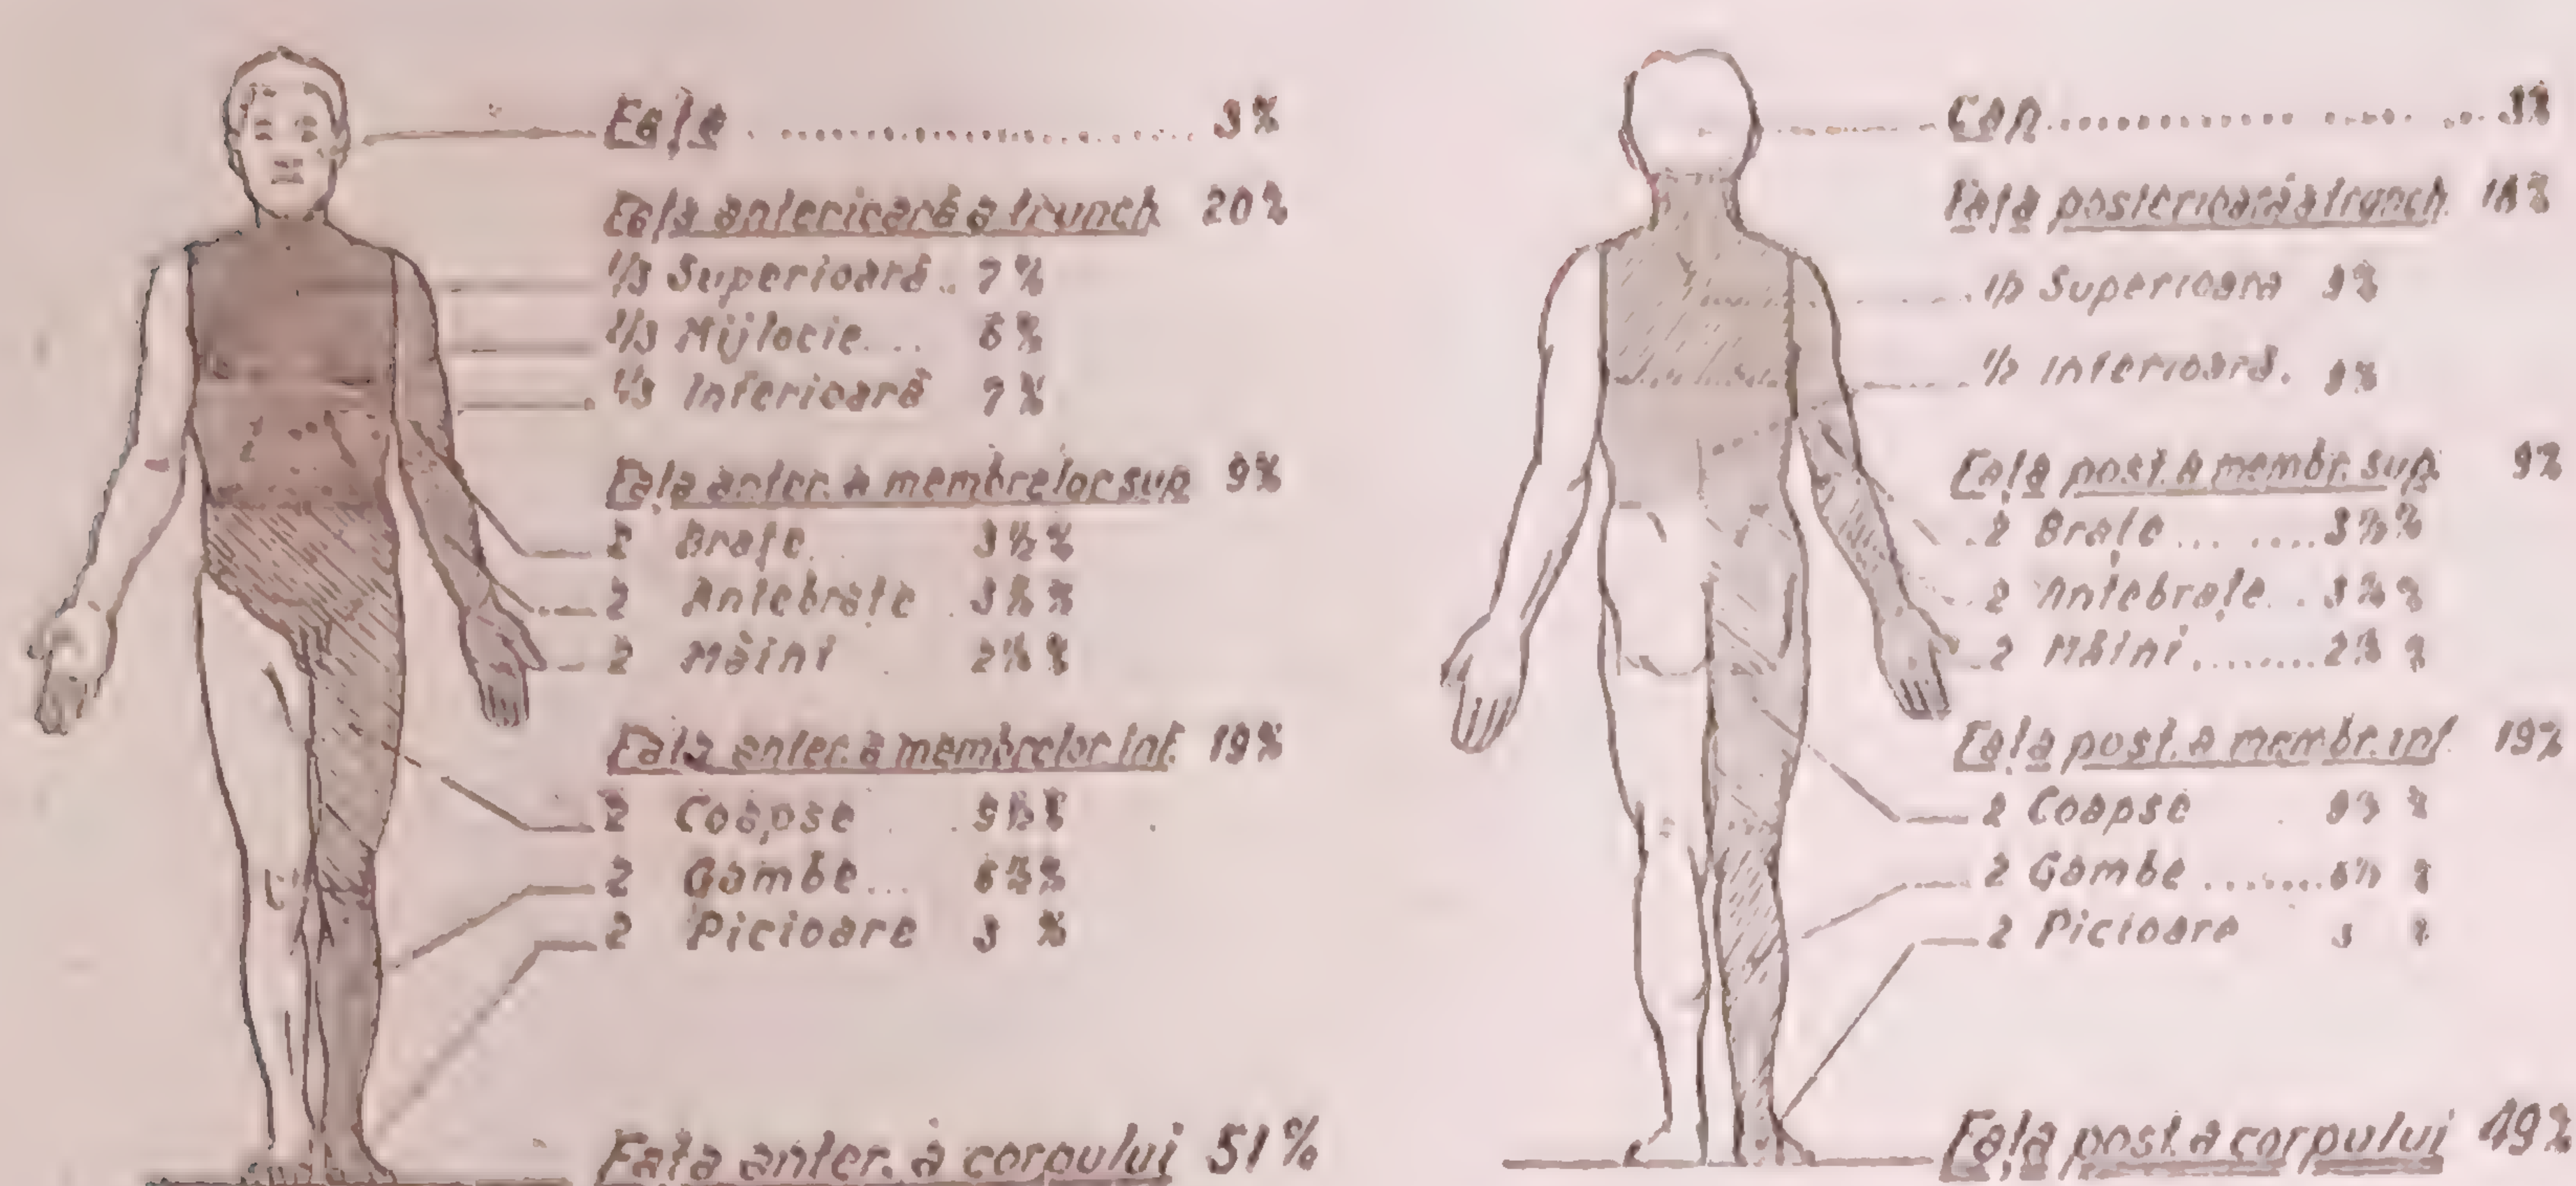 Fața ............ 3%
Fața anterioară a trunch. 20%
1/3 Superioară.. 7%
1/3 Mijlocie... 6%
1/3 Inferioară 7%
Fața anter. a membrelor sup 9%
2 Brațe.. 3½%
2 Antebrațe . 3½%
2 Mâini . 2%
Fața anter. a membrelor inf. 19%
2 Coapse 9½%
2 Gambe... 6½%
2 Picioare 3%
Fața anter. a corpului 51%
Cap ............ 3%
Fața posterioară a trunch. 18%
1/2 Superioară 9%
1/2 Inferioară. 9%
Fața post. a membr. sup. 9%
2 Brațe... ....3½%
2 Antebrațe.. 3½%
2 Mâini........2%
Fața post. a membr. inf. 19%
2 Coapse %
2 Gambe .......6½ %
2 Picioare 3 %
Fața post. a corpului 49%